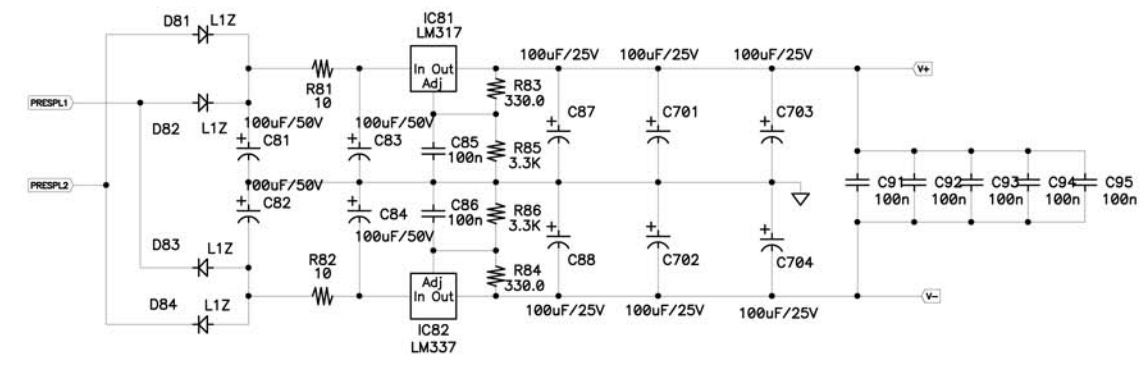 D81 L1Z
IC81
LM317
100uF/25V 100uF/25V 100uF/25V
V+
In Out
Adj
R81
10
R83
330.0
PRESPL1
D82 L1Z
100uF/50V 100uF/50V
C81 C83
C85
100n
R85
3.3K
C87 C701 C703
PRESPL2
100uF/50V
C82
C84
100uF/50V
C86
100n
R86
3.3K
C91 C92 C93 C94 C95
100n 100n 100n 100n 100n
D83 L1Z
R82
10
Adj
In Out
R84
330.0
C88 C702 C704
D84 L1Z
V-
100uF/25V 100uF/25V 100uF/25V
IC82
LM337